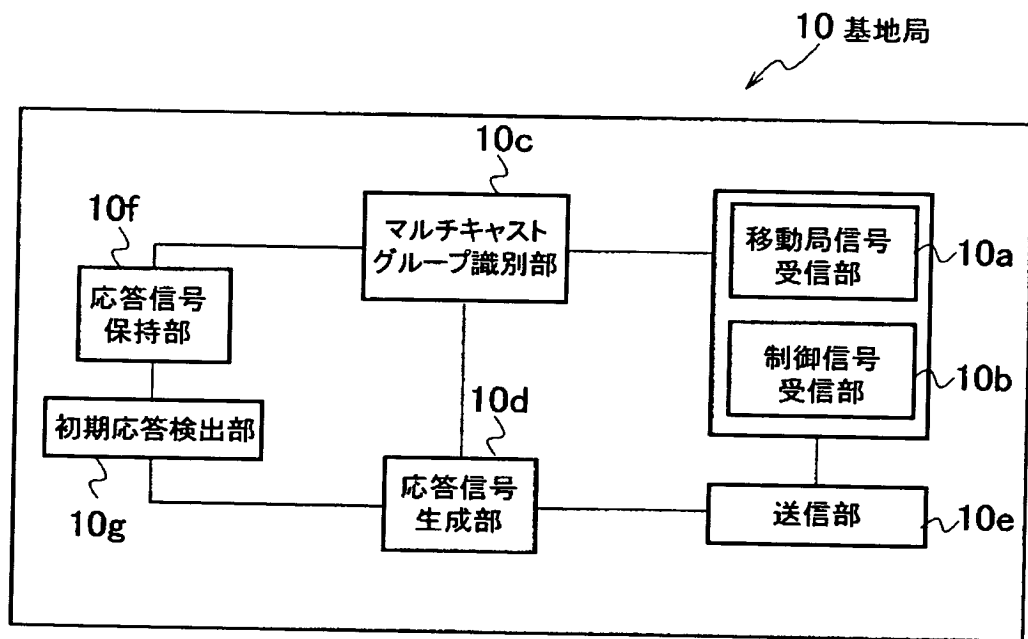 10 基地局
10c
マルチキャスト
グループ識別部
10f
応答信号
保持部
移動局信号
受信部
10a
制御信号
受信部
10b
初期応答検出部
10g
10d
応答信号
生成部
送信部
10e